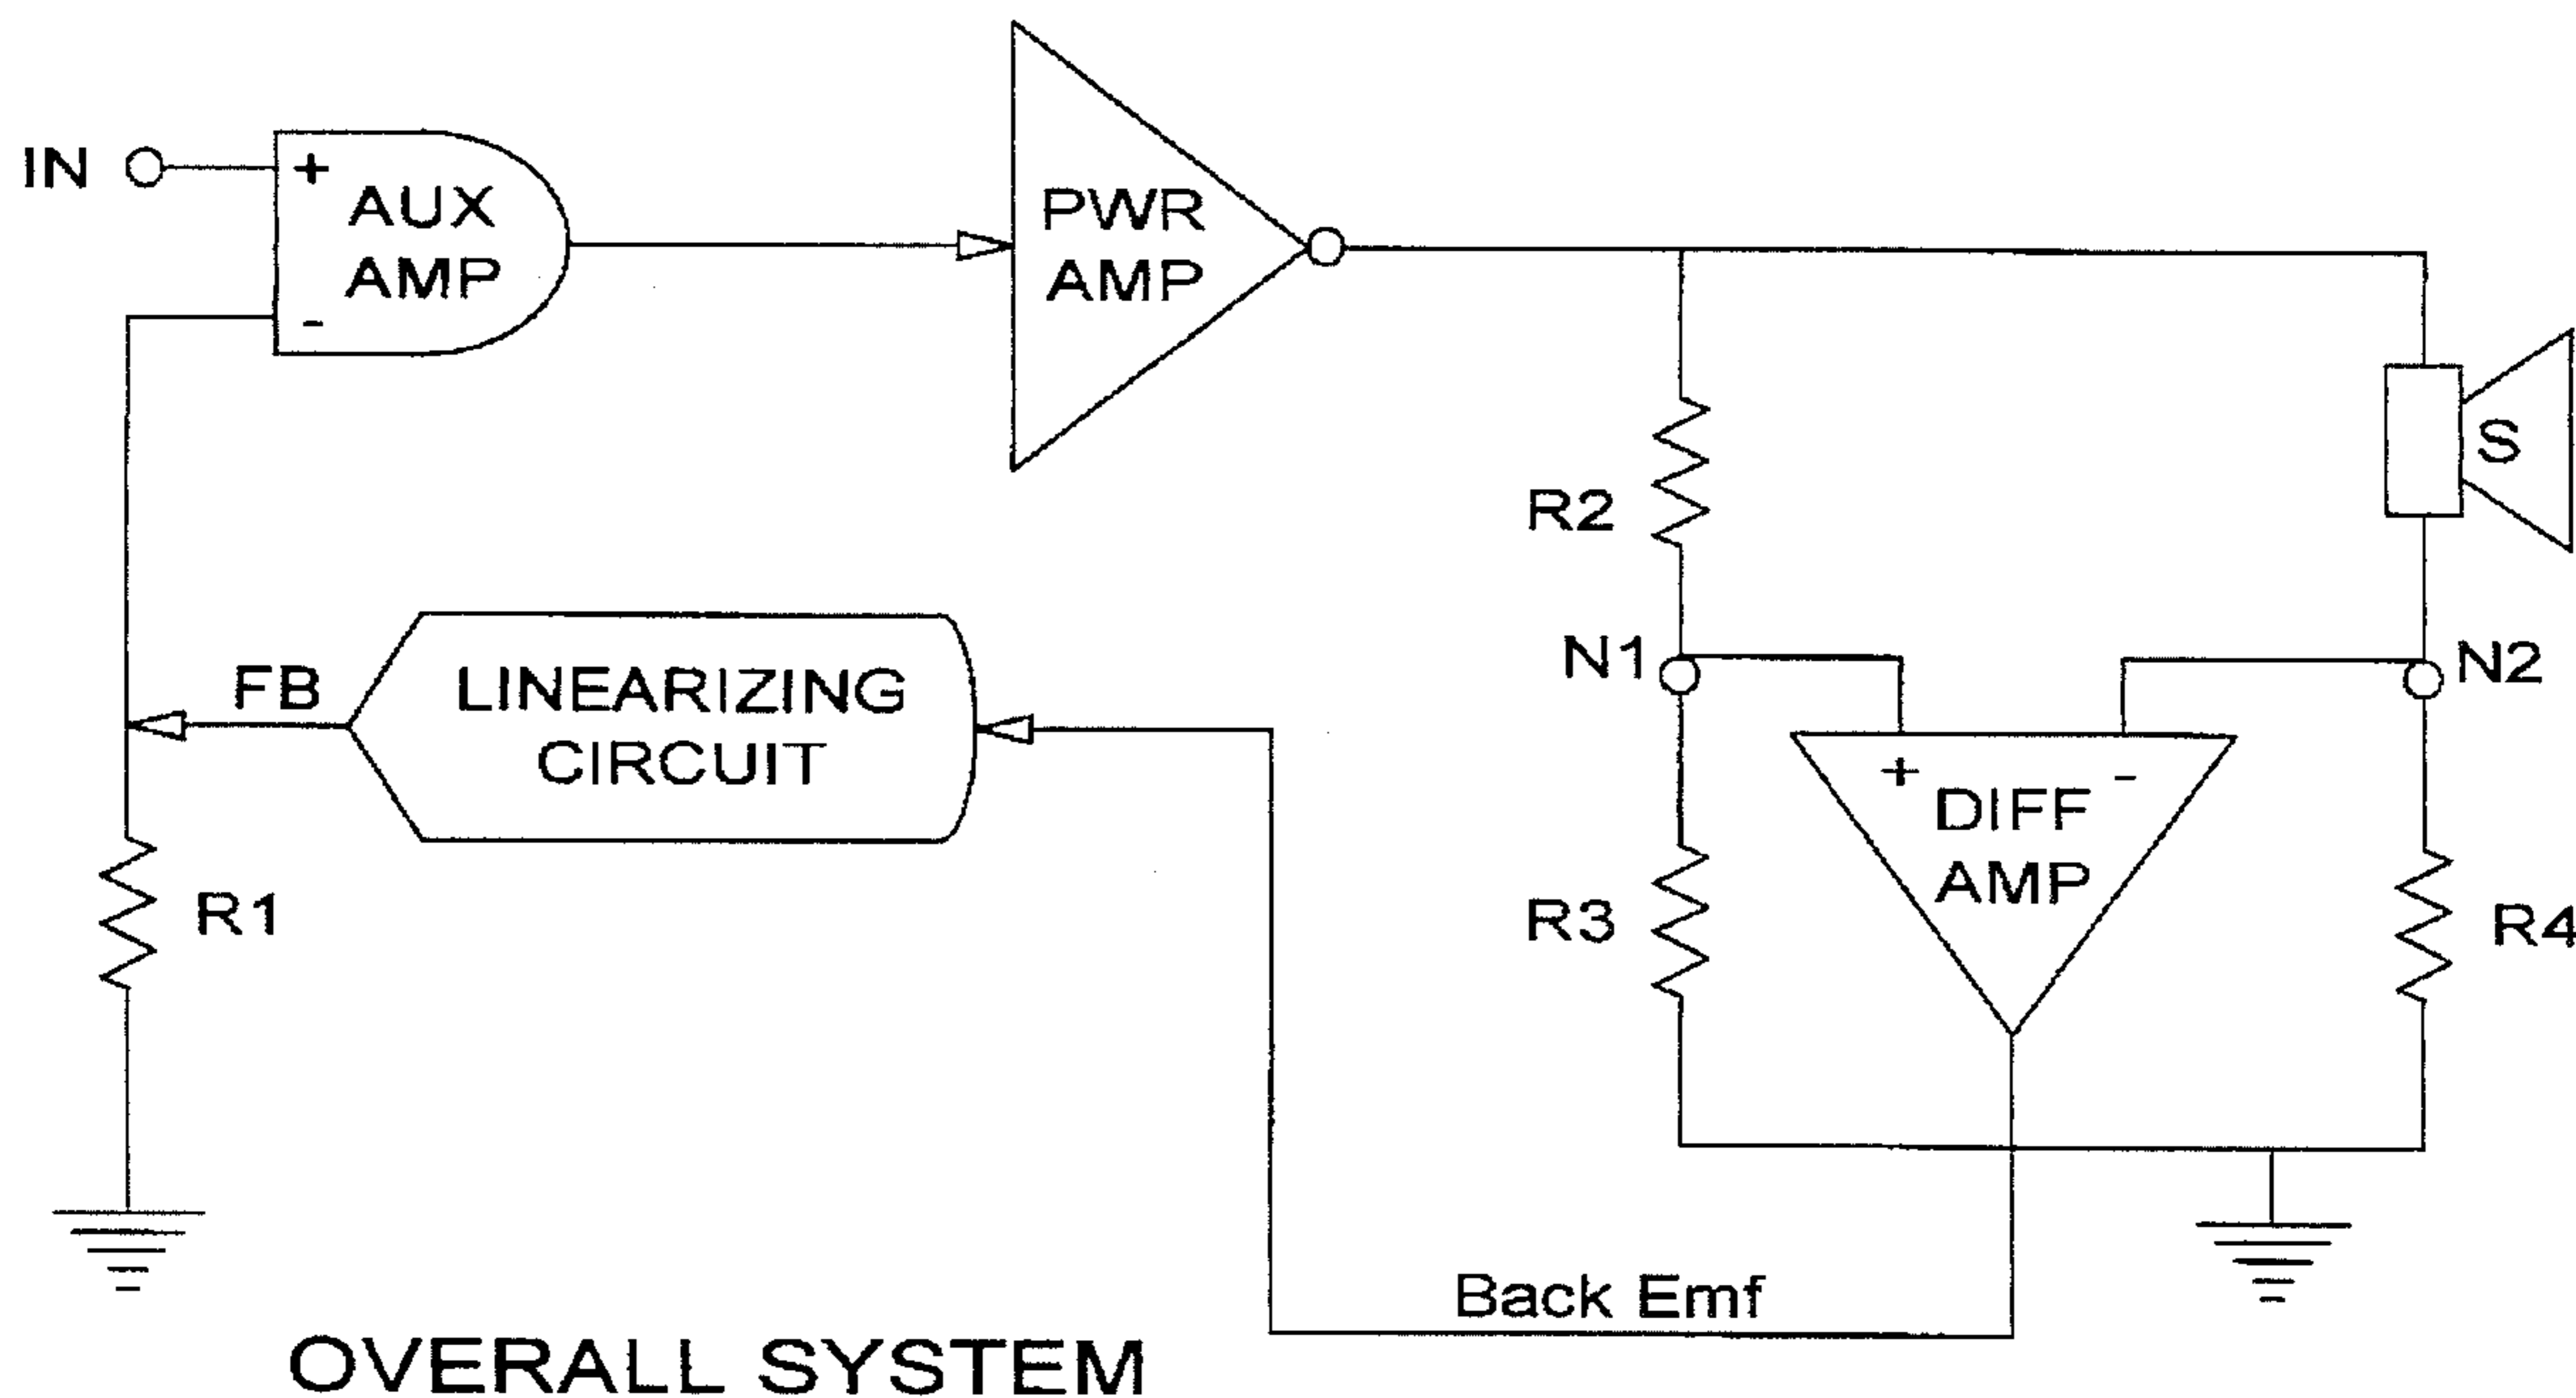 IN
+
AUX
AMP
-
PWR
AMP
R2
S
N1
N2
FB
LINEARIZING
CIRCUIT
+
-
DIFF
AMP
R1
R3
R4
Back Emf
OVERALL SYSTEM